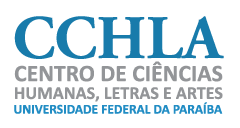 CCHLA
CENTRO DE CIÊNCIAS
HUMANAS, LETRAS E ARTES
UNIVERSIDADE FEDERAL DA PARAÍBA